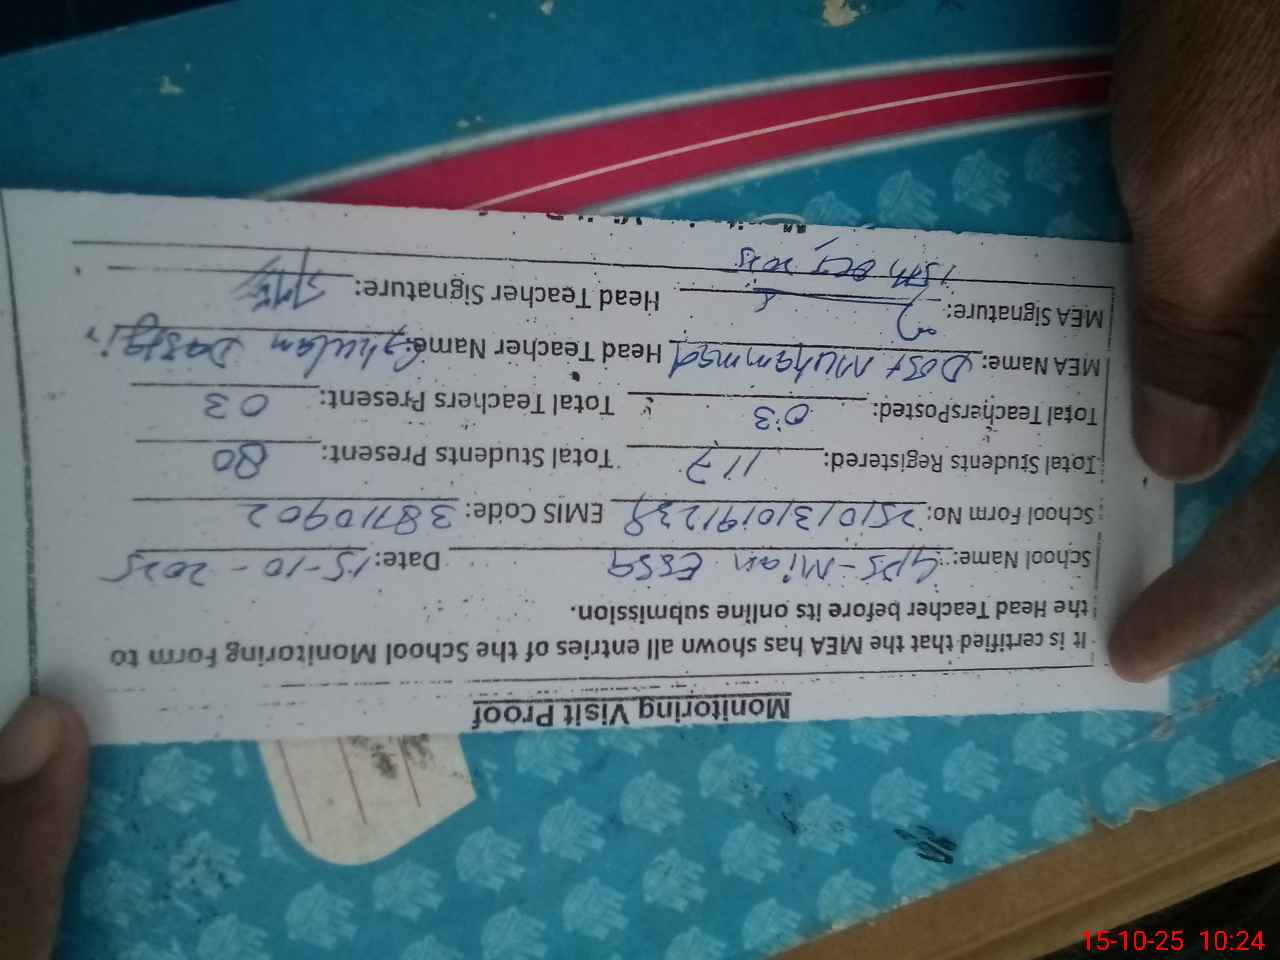 Monitoring Visit Proof
It is certified that the MEA has shown all entries of the School Monitoring Form to
the Head Teacher before its online submission.
School Name: GPS-Mian Essa Date: 15-10-2025
School Form No: EMIS Code: 38710902
Total Students Registered: 117 Total Students Present: 80
Total TeachersPosted: 03 Total Teachers Present: 03
MEA Name: Dost Muhammad Head Teacher Name: Ghulam Dastgir
MEA Signature: Head Teacher Signature:
15th Oct, 2025
15-10-25 10:24